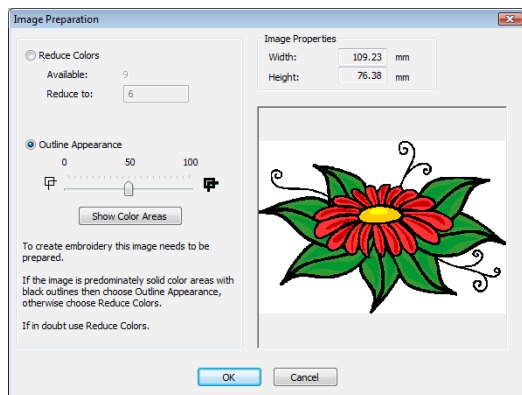 Image Preparation
Reduce Colors
Available: 9
Reduce to: 6
Outline Appearance
0 50 100
Show Color Areas
To create embroidery this image needs to be
prepared.
If the image is predominately solid color areas with
black outlines then choose Outline Appearance,
otherwise choose Reduce Colors.
If in doubt use Reduce Colors.
Image Properties
Width: 109.23 mm
Height: 76.38 mm
OK Cancel